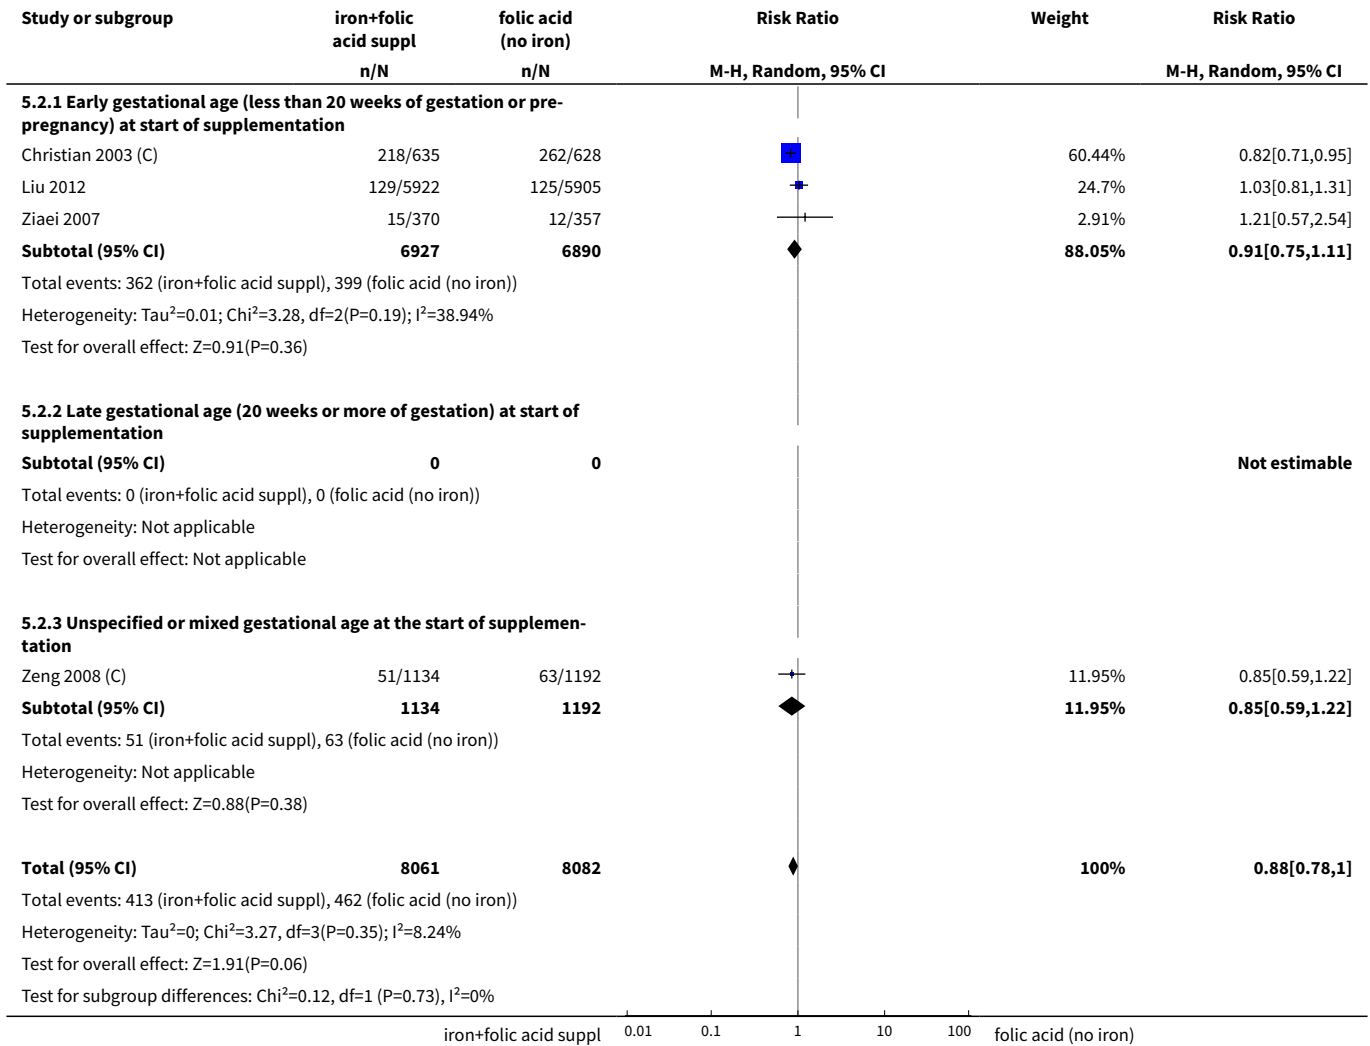 Study or subgroup iron+folic acid suppl folic acid (no iron) Risk Ratio Weight Risk Ratio
n/N n/N M-H, Random, 95% CI M-H, Random, 95% CI
5.2.1 Early gestational age (less than 20 weeks of gestation or pre-
pregnancy) at start of supplementation
Christian 2003 (C) 218/635 262/628 60.44% 0.82[0.71,0.95]
Liu 2012 129/5922 125/5905 24.7% 1.03[0.81,1.31]
Ziaei 2007 15/370 12/357 2.91% 1.21[0.57,2.54]
Subtotal (95% CI) 6927 6890 88.05% 0.91[0.75,1.11]
Total events: 362 (iron+folic acid suppl), 399 (folic acid (no iron))
Heterogeneity: Tau²=0.01; Chi²=3.28, df=2(P=0.19); I²=38.94%
Test for overall effect: Z=0.91(P=0.36)
5.2.2 Late gestational age (20 weeks or more of gestation) at start of
supplementation
Subtotal (95% CI) 0 0 Not estimable
Total events: 0 (iron+folic acid suppl), 0 (folic acid (no iron))
Heterogeneity: Not applicable
Test for overall effect: Not applicable
5.2.3 Unspecified or mixed gestational age at the start of supplemen-
tation
Zeng 2008 (C) 51/1134 63/1192 11.95% 0.85[0.59,1.22]
Subtotal (95% CI) 1134 1192 11.95% 0.85[0.59,1.22]
Total events: 51 (iron+folic acid suppl), 63 (folic acid (no iron))
Heterogeneity: Not applicable
Test for overall effect: Z=0.88(P=0.38)
Total (95% CI) 8061 8082 100% 0.88[0.78,1]
Total events: 413 (iron+folic acid suppl), 462 (folic acid (no iron))
Heterogeneity: Tau²=0; Chi²=3.27, df=3(P=0.35); I²=8.24%
Test for overall effect: Z=1.91(P=0.06)
Test for subgroup differences: Chi²=0.12, df=1 (P=0.73), I²=0%
iron+folic acid suppl 0.01 0.1 1 10 100 folic acid (no iron)